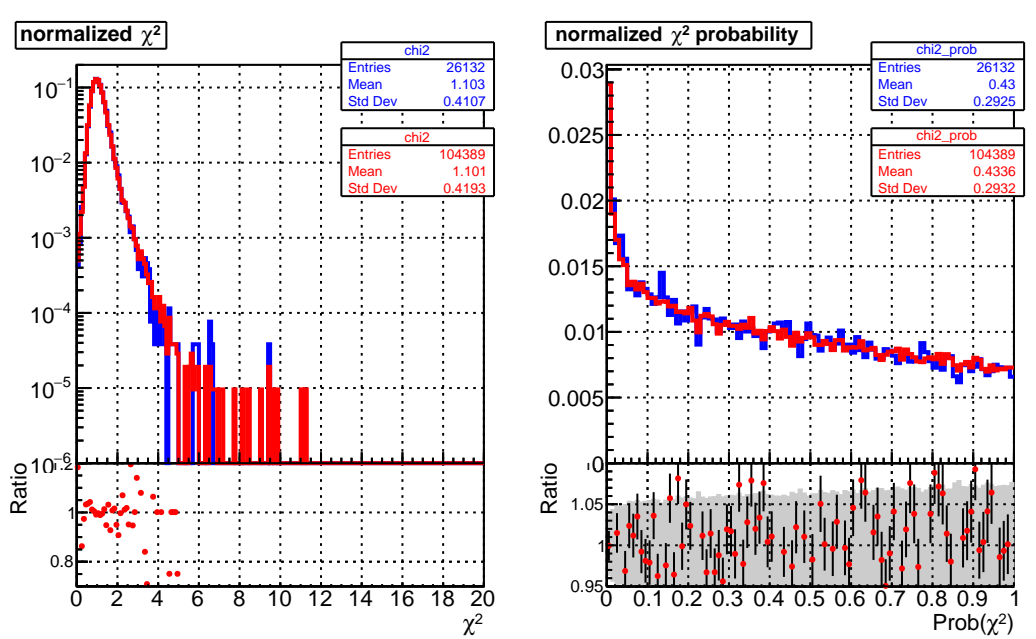 normalized χ²
chi2
Entries 26132
Mean 1.103
Std Dev 0.4107
chi2
Entries 104389
Mean 1.101
Std Dev 0.4193
10⁻¹
10⁻²
10⁻³
10⁻⁴
10⁻⁵
10⁻⁶
1.2
1
0.8
Ratio
0 2 4 6 8 10 12 14 16 18 20
χ²
normalized χ² probability
chi2_prob
Entries 26132
Mean 0.43
Std Dev 0.2925
chi2_prob
Entries 104389
Mean 0.4336
Std Dev 0.2932
0.03
0.025
0.02
0.015
0.01
0.005
0
1.05
1
0.95
Ratio
0 0.1 0.2 0.3 0.4 0.5 0.6 0.7 0.8 0.9 1
Prob(χ²)